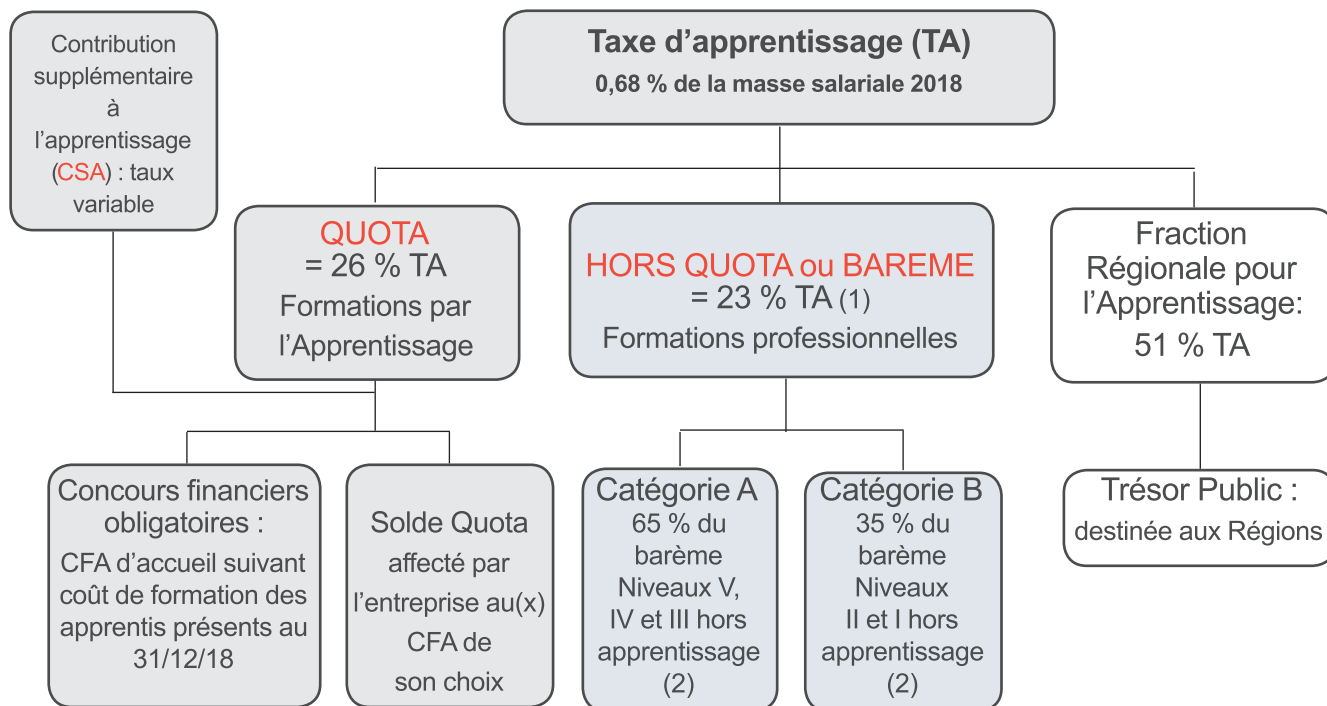 Contribution
supplémentaire
à
l’apprentissage
(CSA) : taux
variable
Taxe d’apprentissage (TA)
0,68 % de la masse salariale 2018
QUOTA
= 26 % TA
Formations par
l’Apprentissage
HORS QUOTA ou BAREME
= 23 % TA (1)
Formations professionnelles
Fraction
Régionale pour
l’Apprentissage:
51 % TA
Concours financiers
obligatoires :
CFA d’accueil suivant
coût de formation des
apprentis présents au
31/12/18
Solde Quota
affecté par
l’entreprise au(x)
CFA de
son choix
Catégorie A
65 % du
barème
Niveaux V,
IV et III hors
apprentissage
(2)
Catégorie B
35 % du
barème
Niveaux
II et I hors
apprentissage
(2)
Trésor Public :
destinée aux Régions